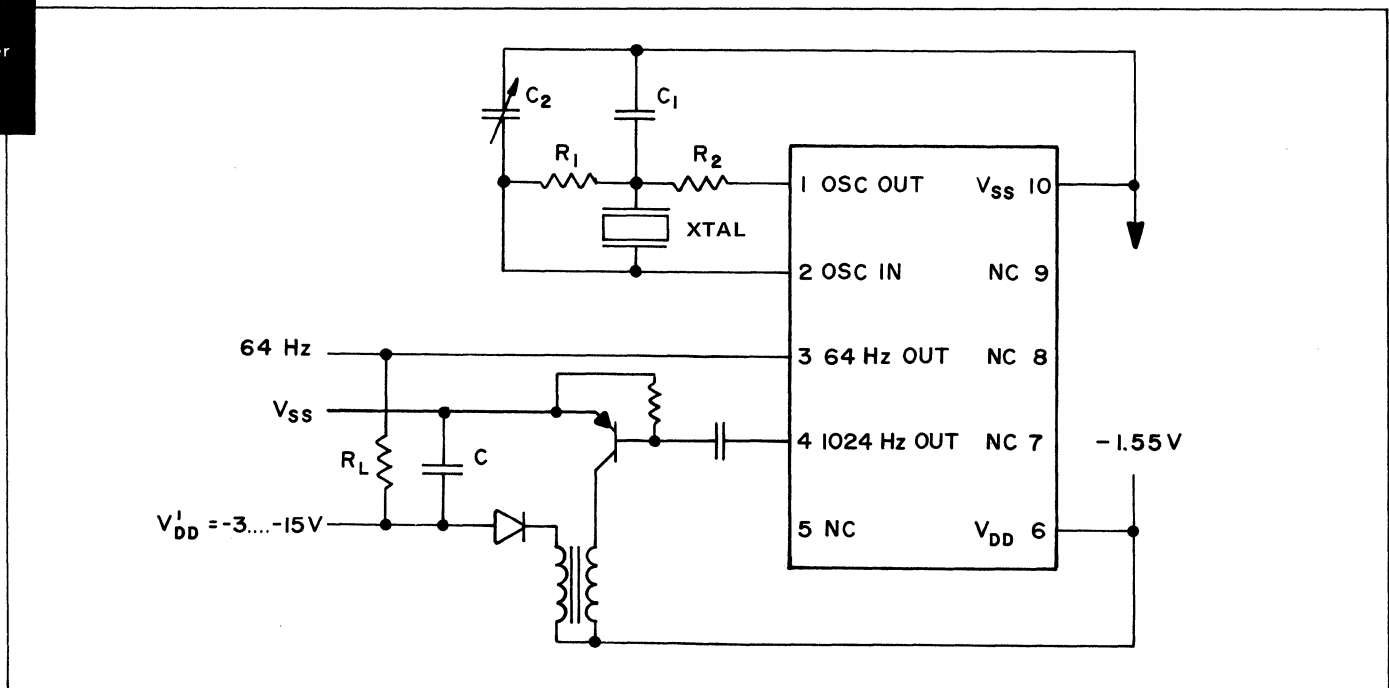 er
C2
C1
R1
R2
1 OSC OUT
VSS 10
XTAL
2 OSC IN
NC 9
64 Hz
3 64 Hz OUT
NC 8
VSS
4 1024 Hz OUT
NC 7
-1.55V
RL
C
V'DD = -3....-15V
5 NC
VDD 6